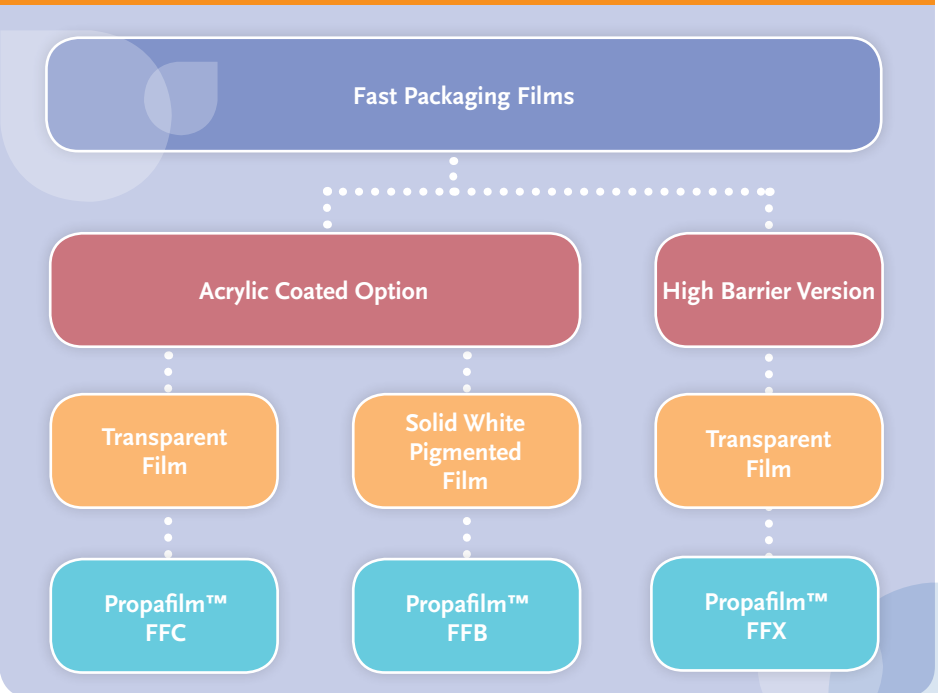 Fast Packaging Films
Acrylic Coated Option
High Barrier Version
Transparent
Film
Solid White
Pigmented
Film
Transparent
Film
Propafilm™
FFC
Propafilm™
FFB
Propafilm™
FFX